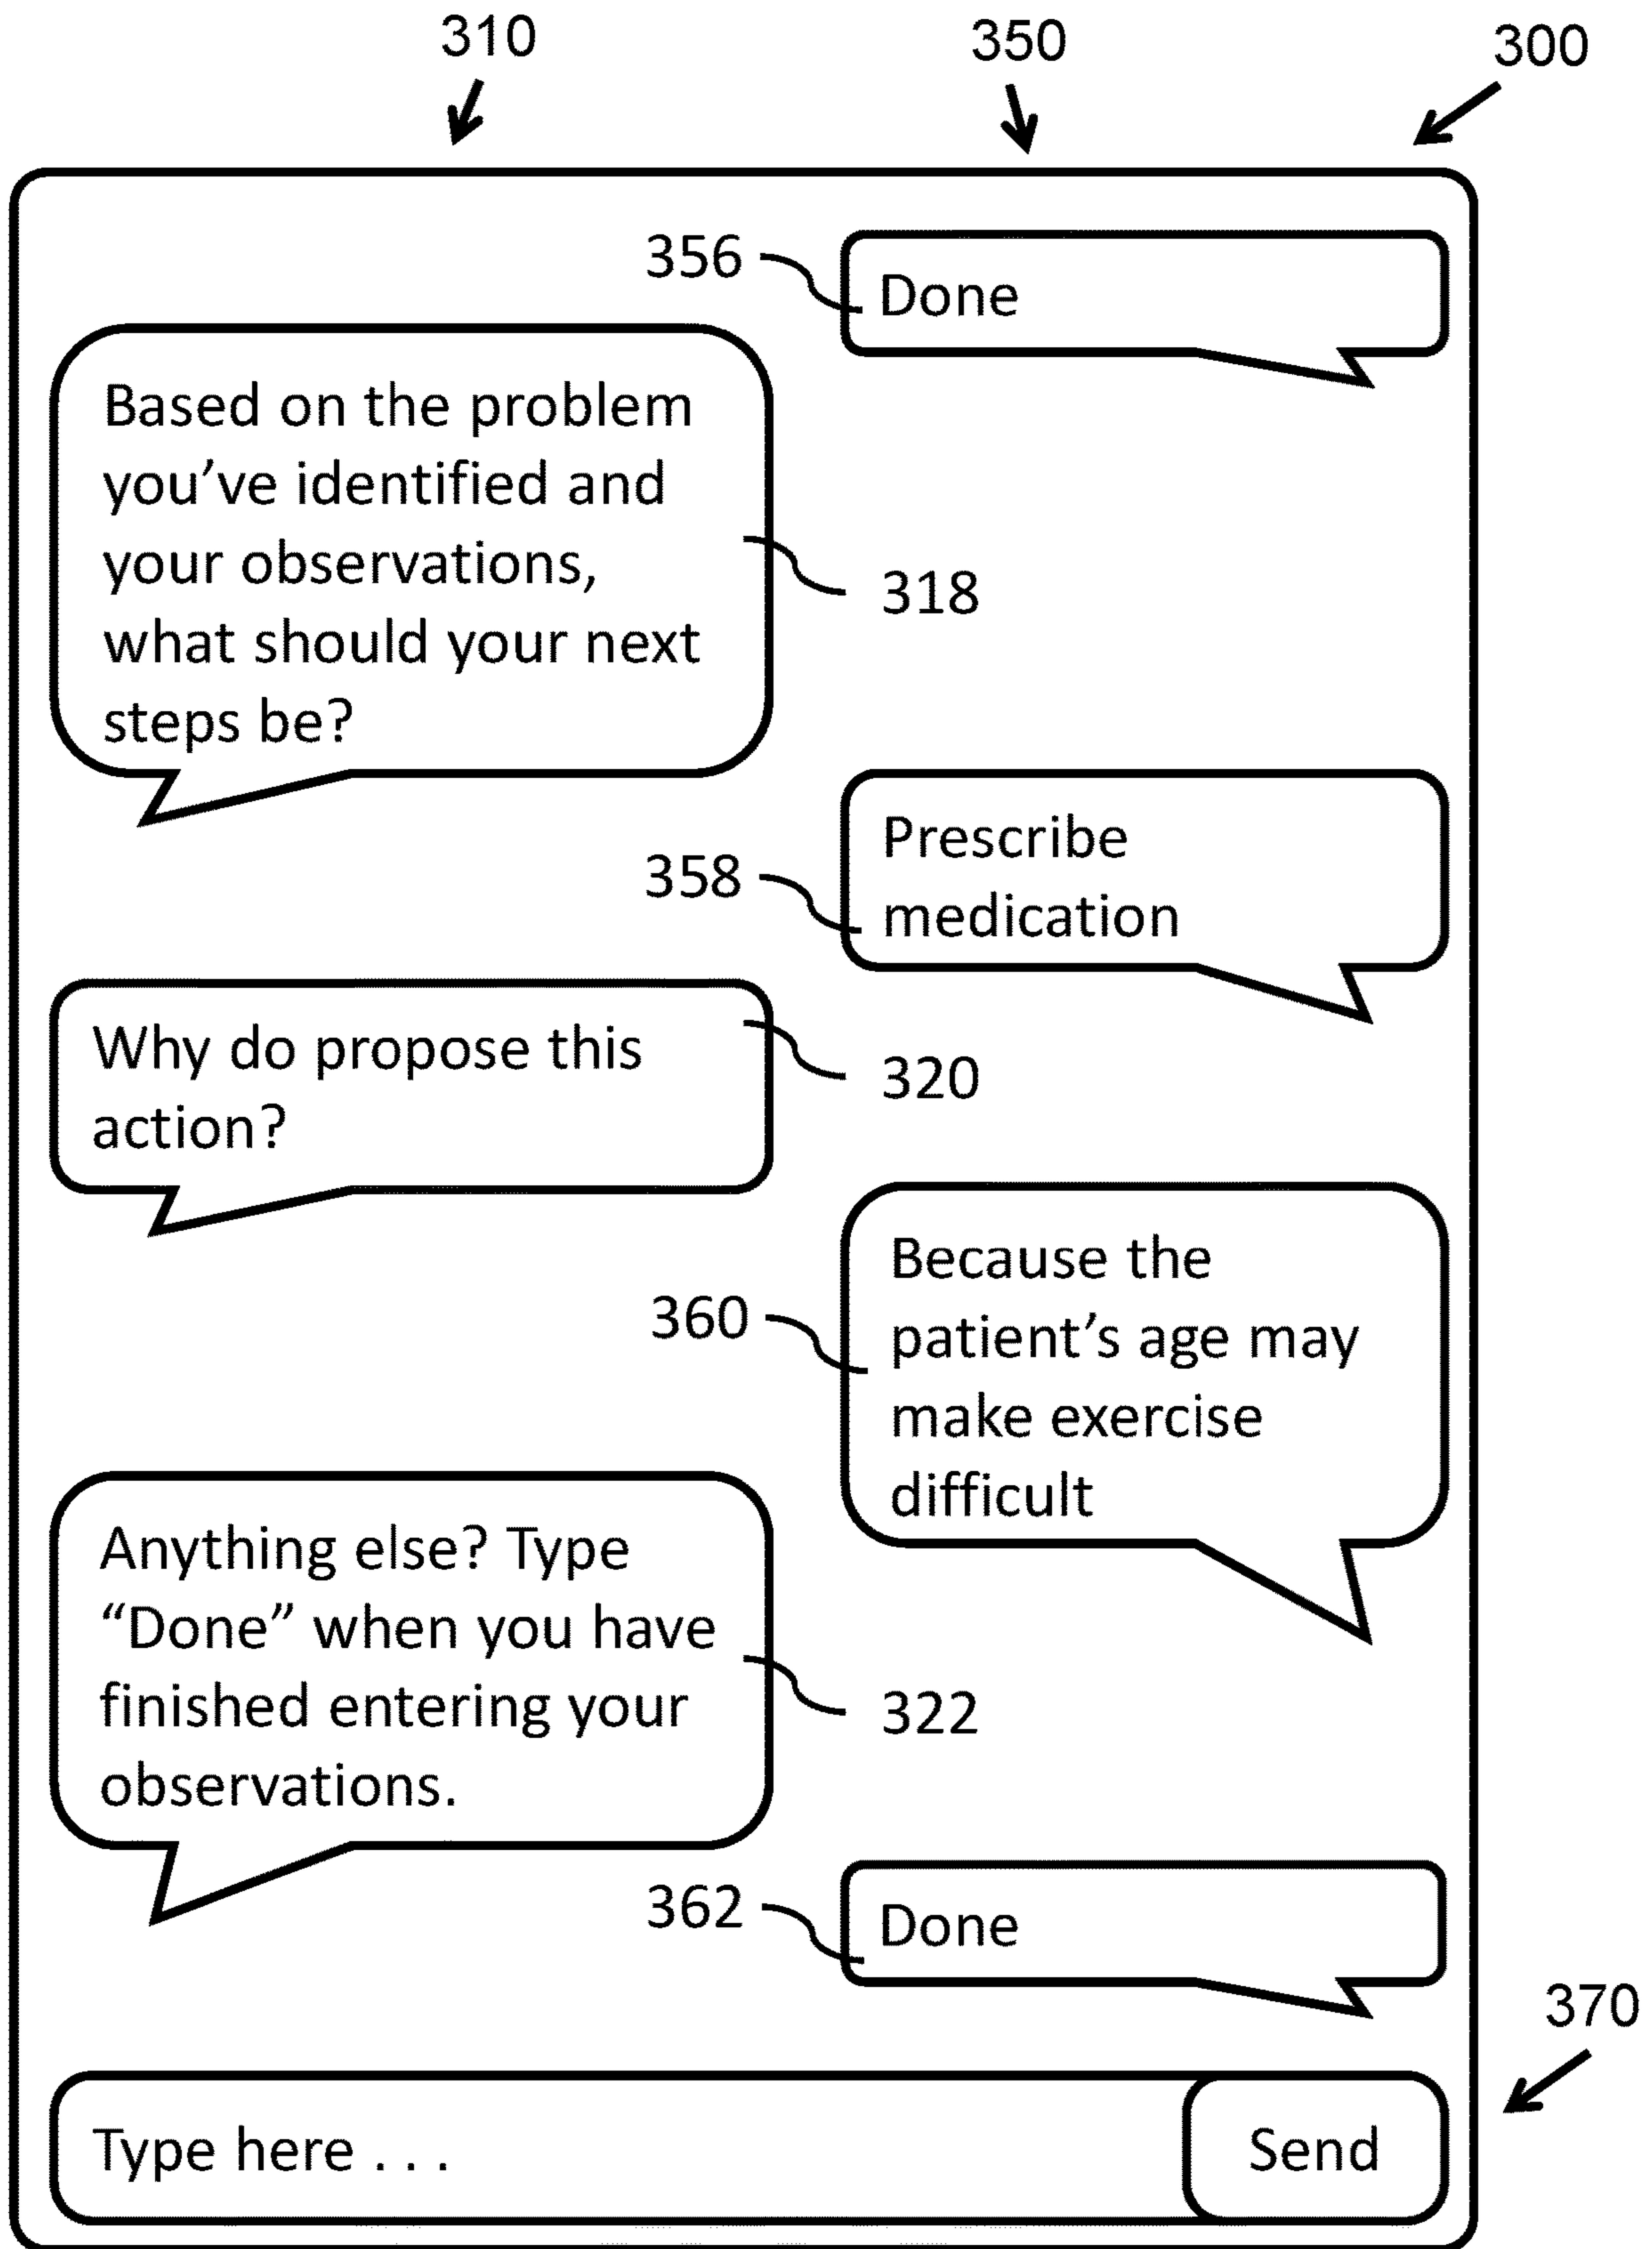 310
350
300
356
Done
Based on the problem
you’ve identified and
your observations,
what should your next
steps be?
318
Prescribe
medication
358
Why do propose this
action?
320
Because the
patient’s age may
make exercise
difficult
360
Anything else? Type
“Done” when you have
finished entering your
observations.
322
362
Done
370
Type here . . .
Send